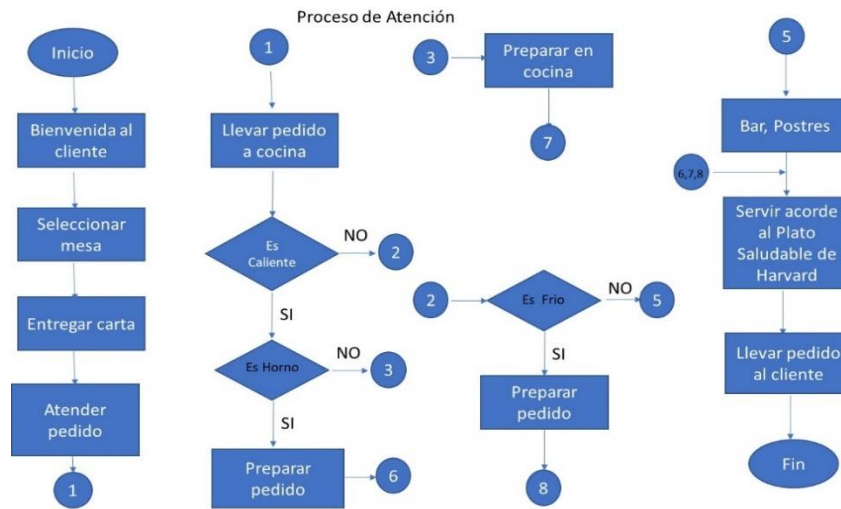 Proceso de Atención
Inicio
Bienvenida al
cliente
Seleccionar
mesa
Entregar carta
Atender
pedido
1
1
Llevar pedido
a cocina
Es
Caliente
NO
2
SI
Es Horno
NO
3
SI
Preparar
pedido
6
3
Preparar en
cocina
7
2
Es Frio
NO
5
SI
Preparar
pedido
8
5
Bar, Postres
6,7,8
Servir acorde
al Plato
Saludable de
Harvard
Llevar pedido
al cliente
Fin